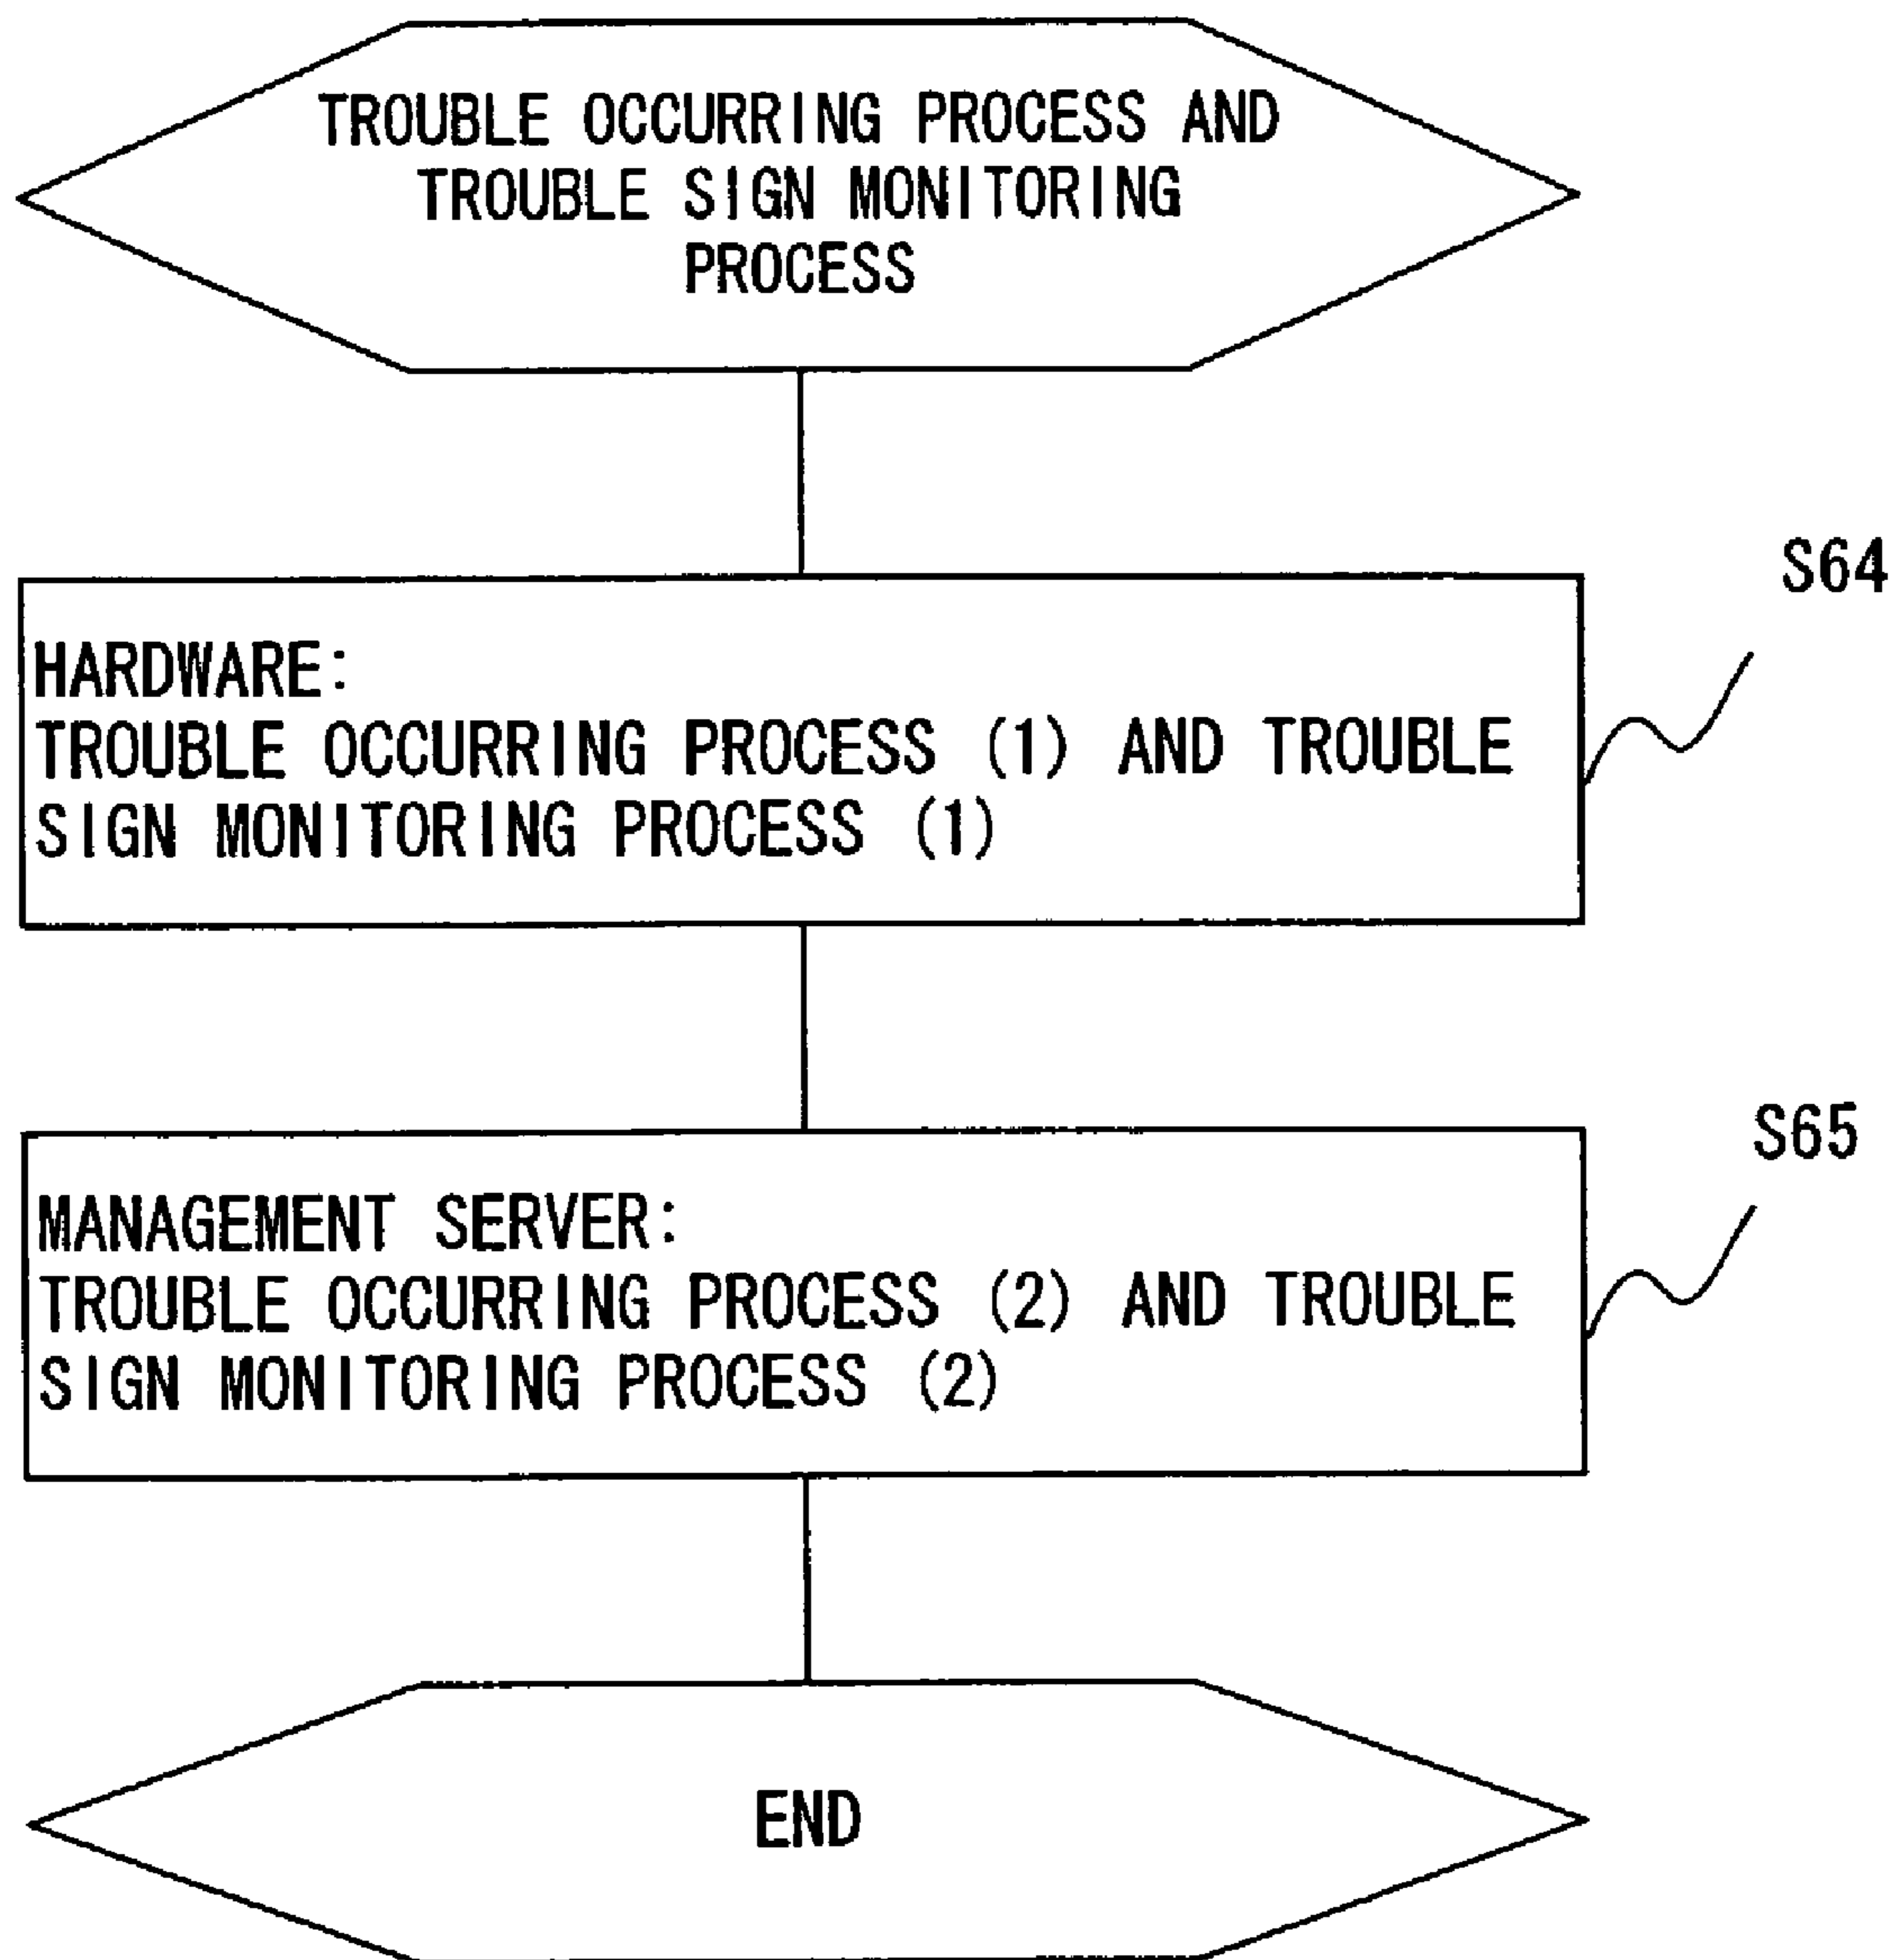 TROUBLE OCCURRING PROCESS AND
TROUBLE SIGN MONITORING
PROCESS
S64
HARDWARE:
TROUBLE OCCURRING PROCESS (1) AND TROUBLE
SIGN MONITORING PROCESS (1)
S65
MANAGEMENT SERVER:
TROUBLE OCCURRING PROCESS (2) AND TROUBLE
SIGN MONITORING PROCESS (2)
END